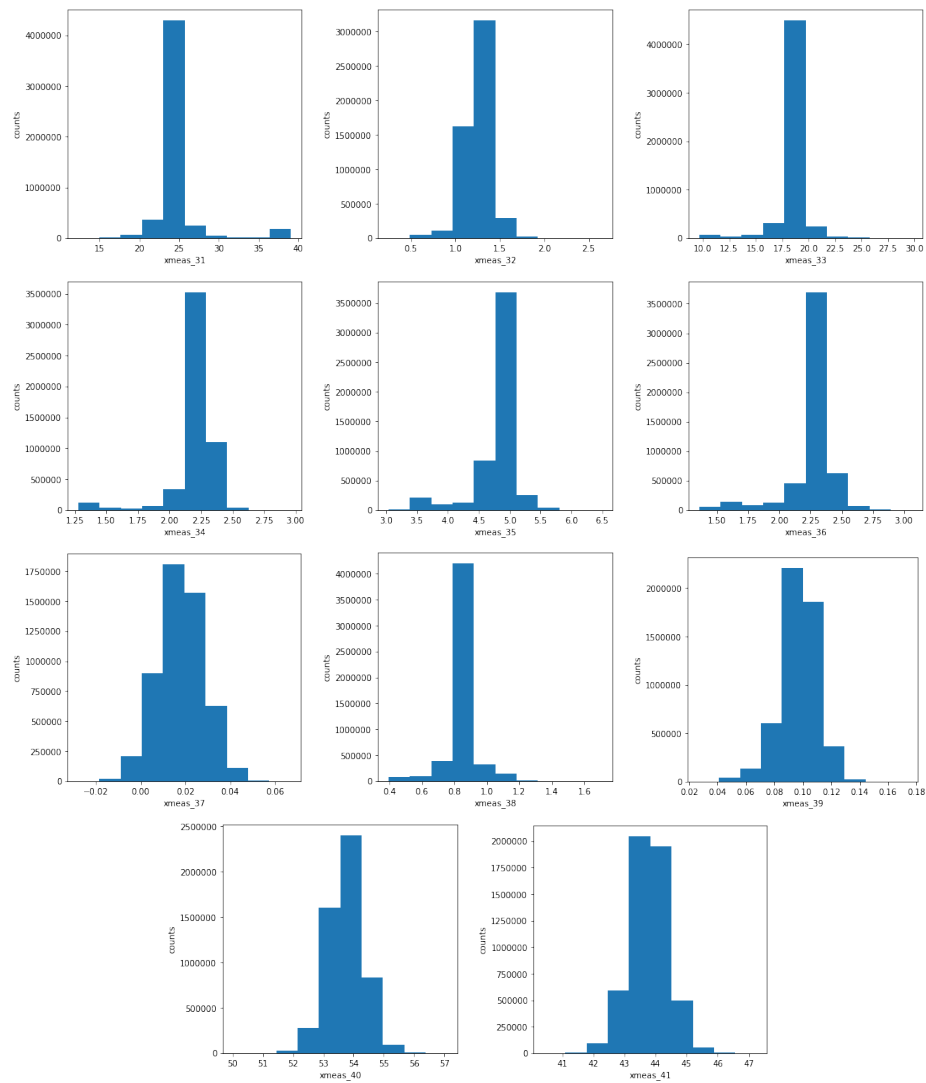 4000000
3000000
2000000
1000000
0
counts
15 20 25 30 35 40
xmeas_31
3000000
2500000
2000000
1500000
1000000
500000
0
counts
0.5 1.0 1.5 2.0 2.5
xmeas_32
4000000
3000000
2000000
1000000
0
counts
10.0 12.5 15.0 17.5 20.0 22.5 25.0 27.5 30.0
xmeas_33
3500000
3000000
2500000
2000000
1500000
1000000
500000
0
counts
1.25 1.50 1.75 2.00 2.25 2.50 2.75 3.00
xmeas_34
3500000
3000000
2500000
2000000
1500000
1000000
500000
0
counts
3.0 3.5 4.0 4.5 5.0 5.5 6.0 6.5
xmeas_35
3500000
3000000
2500000
2000000
1500000
1000000
500000
0
counts
1.50 1.75 2.00 2.25 2.50 2.75 3.00
xmeas_36
1750000
1500000
1250000
1000000
750000
500000
250000
0
counts
−0.02 0.00 0.02 0.04 0.06
xmeas_37
4000000
3500000
3000000
2500000
2000000
1500000
1000000
500000
0
counts
0.4 0.6 0.8 1.0 1.2 1.4 1.6
xmeas_38
2000000
1500000
1000000
500000
0
counts
0.02 0.04 0.06 0.08 0.10 0.12 0.14 0.16 0.18
xmeas_39
2500000
2000000
1500000
1000000
500000
0
counts
50 51 52 53 54 55 56 57
xmeas_40
2000000
1750000
1500000
1250000
1000000
750000
500000
250000
0
counts
41 42 43 44 45 46 47
xmeas_41